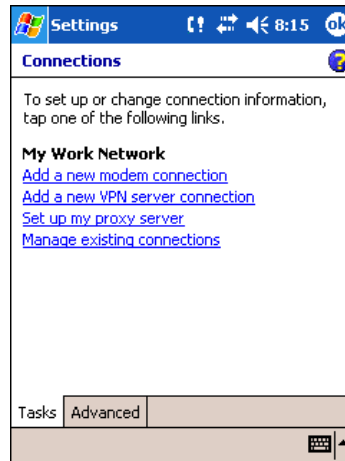 Settings 8:15 ok
Connections ?
To set up or change connection information,
tap one of the following links.
My Work Network
Add a new modem connection
Add a new VPN server connection
Set up my proxy server
Manage existing connections
Tasks Advanced